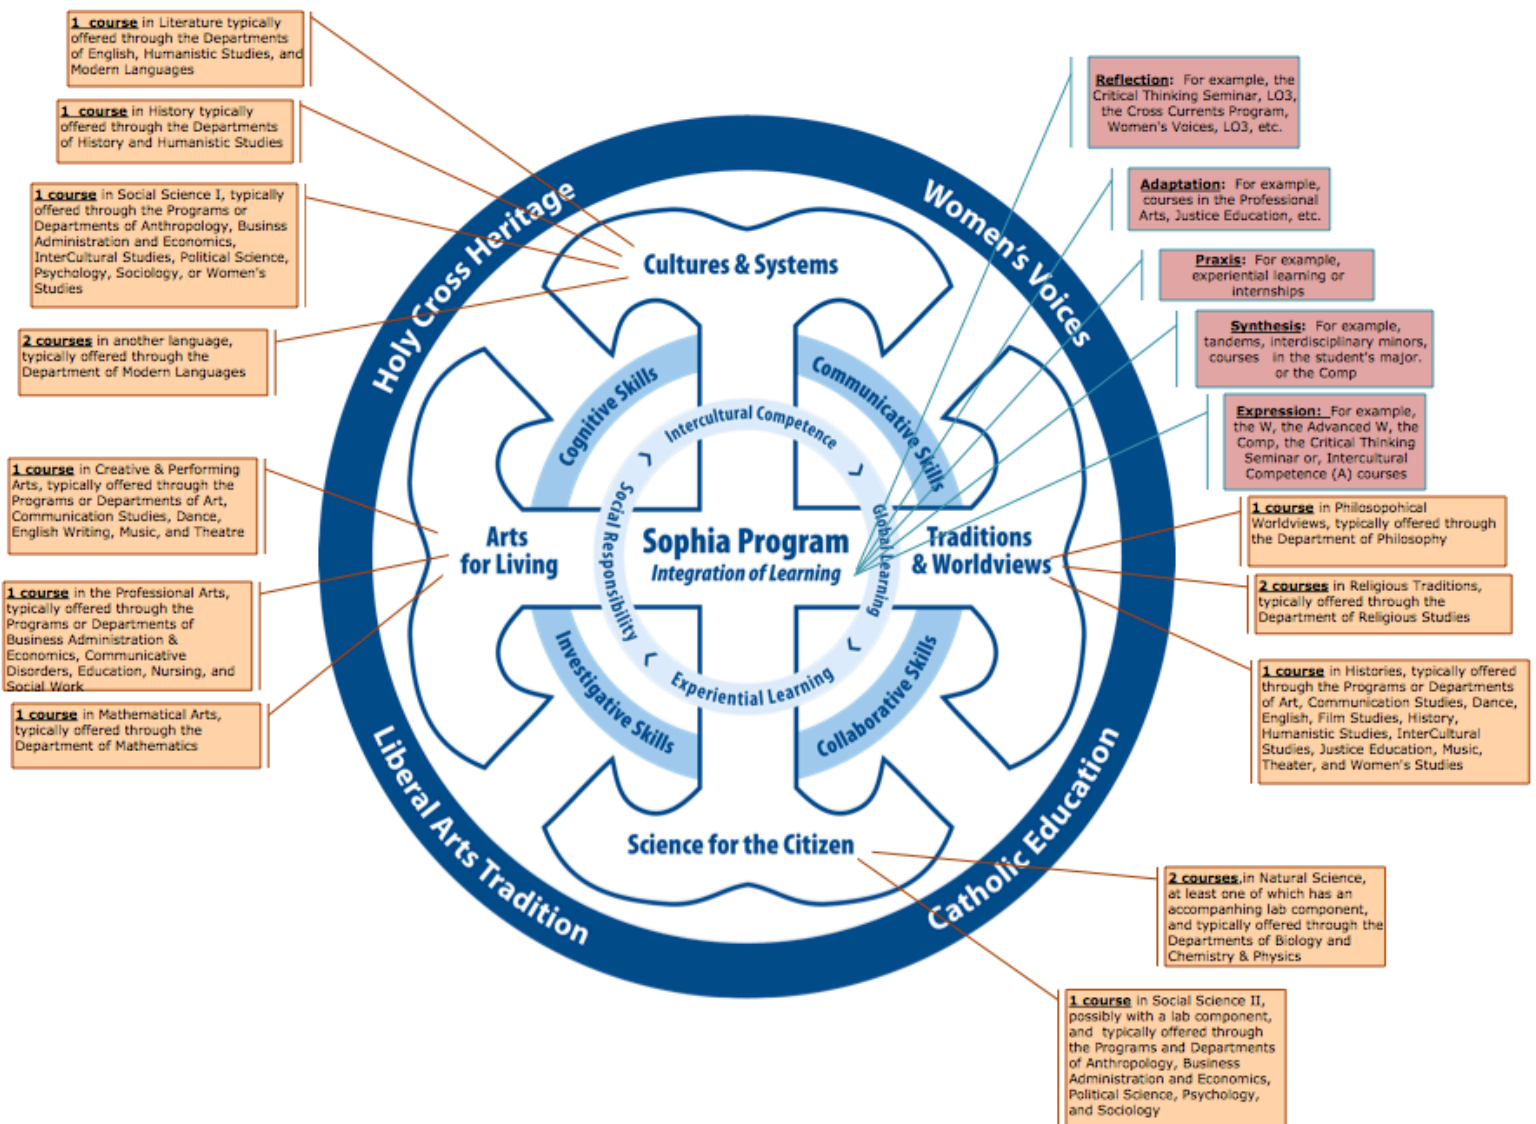 1 course in Literature typically
offered through the Departments
of English, Humanistic Studies, and
Modern Languages
1 course in History typically
offered through the Departments
of History and Humanistic Studies
1 course in Social Science I, typically
offered through the Programs or
Departments of Anthropology, Businss
Administration and Economics,
InterCultural Studies, Political Science,
Psychology, Sociology, or Women's
Studies
2 courses in another language,
typically offered through the
Department of Modern Languages
1 course in Creative & Performing
Arts, typically offered through the
Programs or Departments of Art,
Communication Studies, Dance,
English Writing, Music, and Theatre
1 course in the Professional Arts,
typically offered through the
Programs or Departments of
Business Administration &
Economics, Communicative
Disorders, Education, Nursing, and
Social Work
1 course in Mathematical Arts,
typically offered through the
Department of Mathematics
Holy Cross Heritage
Women's Voices
Liberal Arts Tradition
Catholic Education
Cultures & Systems
Cognitive Skills
Communicative Skills
Intercultural Competence
Social Responsibility
Global Learning
Experiential Learning
Arts
for Living
Sophia Program
Integration of Learning
Traditions
& Worldviews
Investigative Skills
Collaborative Skills
Science for the Citizen
Reflection: For example, the
Critical Thinking Seminar, LO3,
the Cross Currents Program,
Women's Voices, LO3, etc.
Adaptation: For example,
courses in the Professional
Arts, Justice Education, etc.
Praxis: For example,
experiential learning or
internships
Synthesis: For example,
tandems, interdisciplinary minors,
courses in the student's major.
or the Comp
Expression: For example,
the W, the Advanced W, the
Comp, the Critical Thinking
Seminar or, Intercultural
Competence (A) courses
1 course in Philosopohical
Worldviews, typically offered through
the Department of Philosophy
2 courses in Religious Traditions,
typically offered through the
Department of Religious Studies
1 course in Histories, typically offered
through the Programs or Departments
of Art, Communication Studies, Dance,
English, Film Studies, History,
Humanistic Studies, InterCultural
Studies, Justice Education, Music,
Theater, and Women's Studies
2 courses,in Natural Science,
at least one of which has an
accompanhing lab component,
and typically offered through the
Departments of Biology and
Chemistry & Physics
1 course in Social Science II,
possibly with a lab component,
and typically offered through
the Programs and Departments
of Anthropology, Business
Administration and Economics,
Political Science, Psychology,
and Sociology